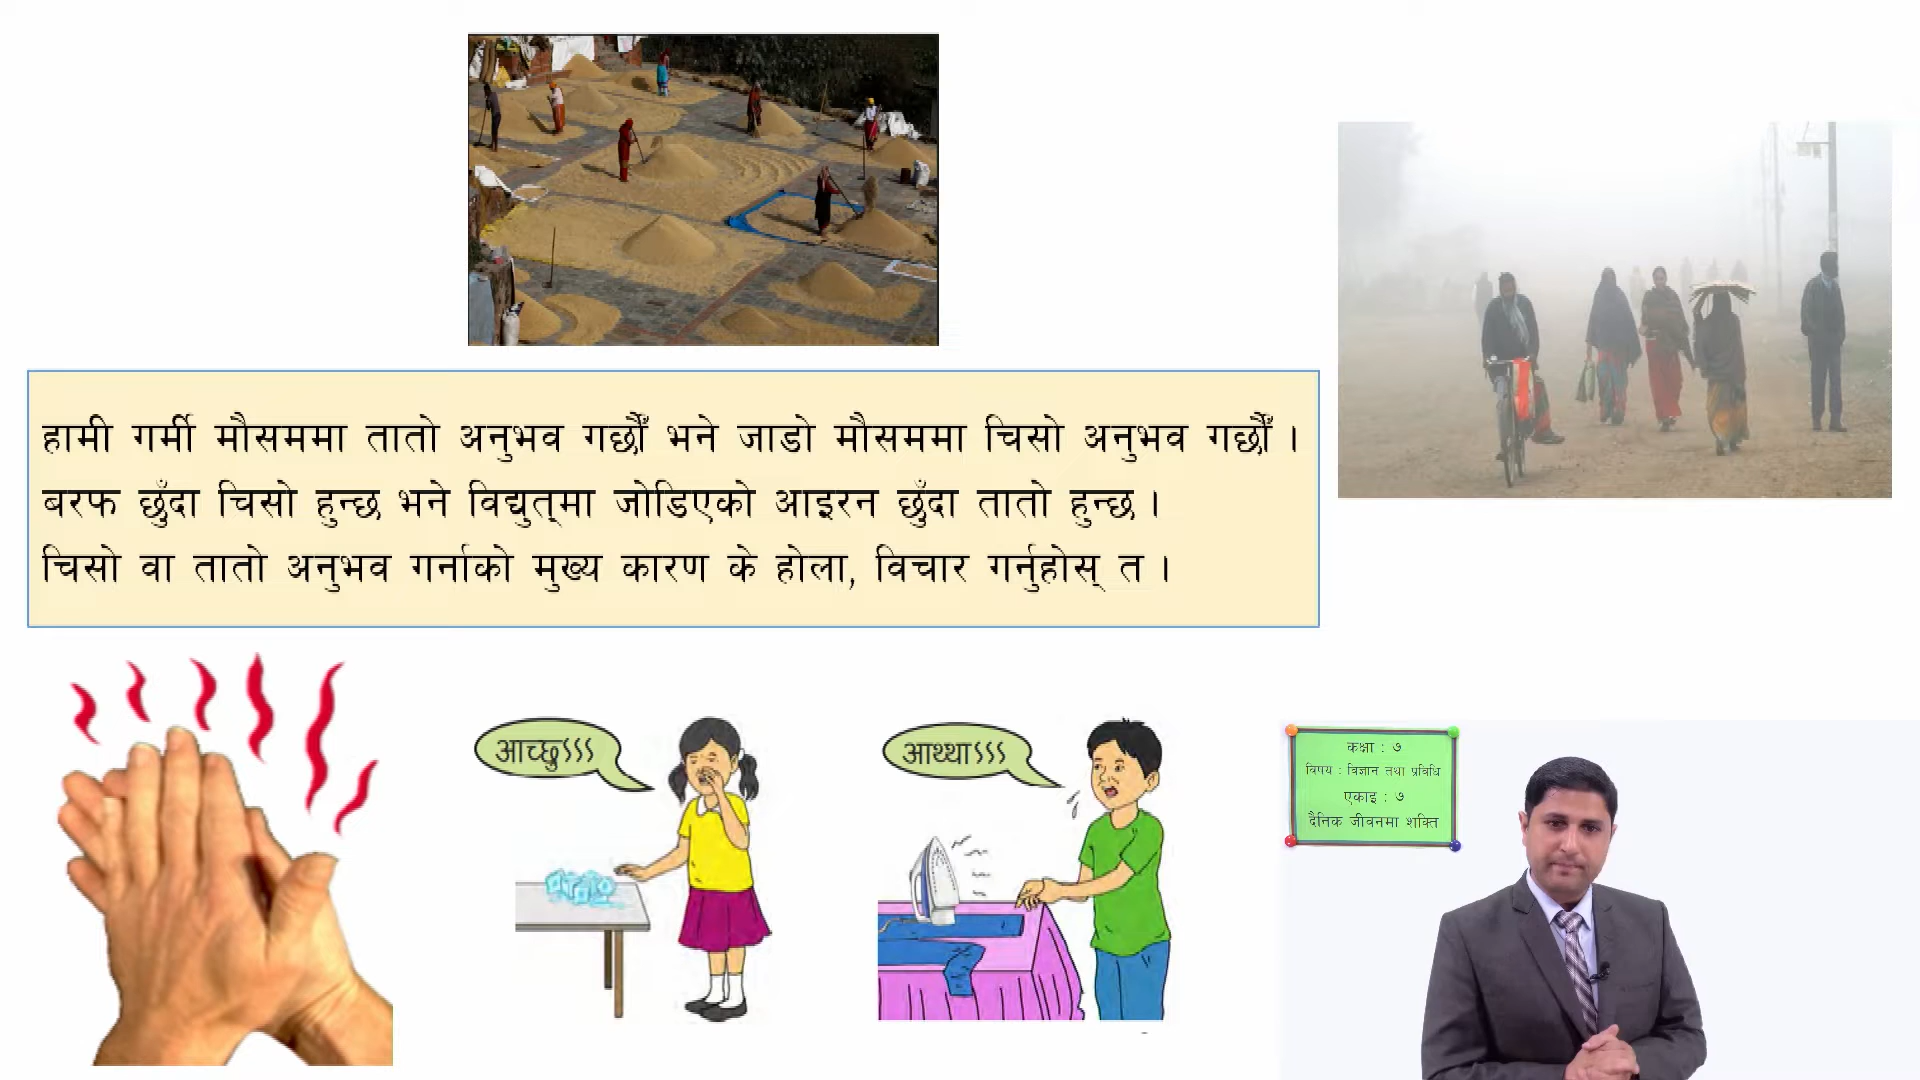 हामी गर्मी मौसममा तातो अनुभव गर्छौं भने जाडो मौसममा चिसो अनुभव गर्छौं ।
बरफ छुँदा चिसो हुन्छ भने विद्युत्‌मा जोडिएको आइरन छुँदा तातो हुन्छ ।
चिसो वा तातो अनुभव गर्नाको मुख्य कारण के होला, विचार गर्नुहोस् त ।
आच्छुऽऽऽ
आथ्थाऽऽऽ
कक्षा : ७
विषय : विज्ञान तथा प्रविधि
एकाइ : ७
दैनिक जीवनमा शक्ति